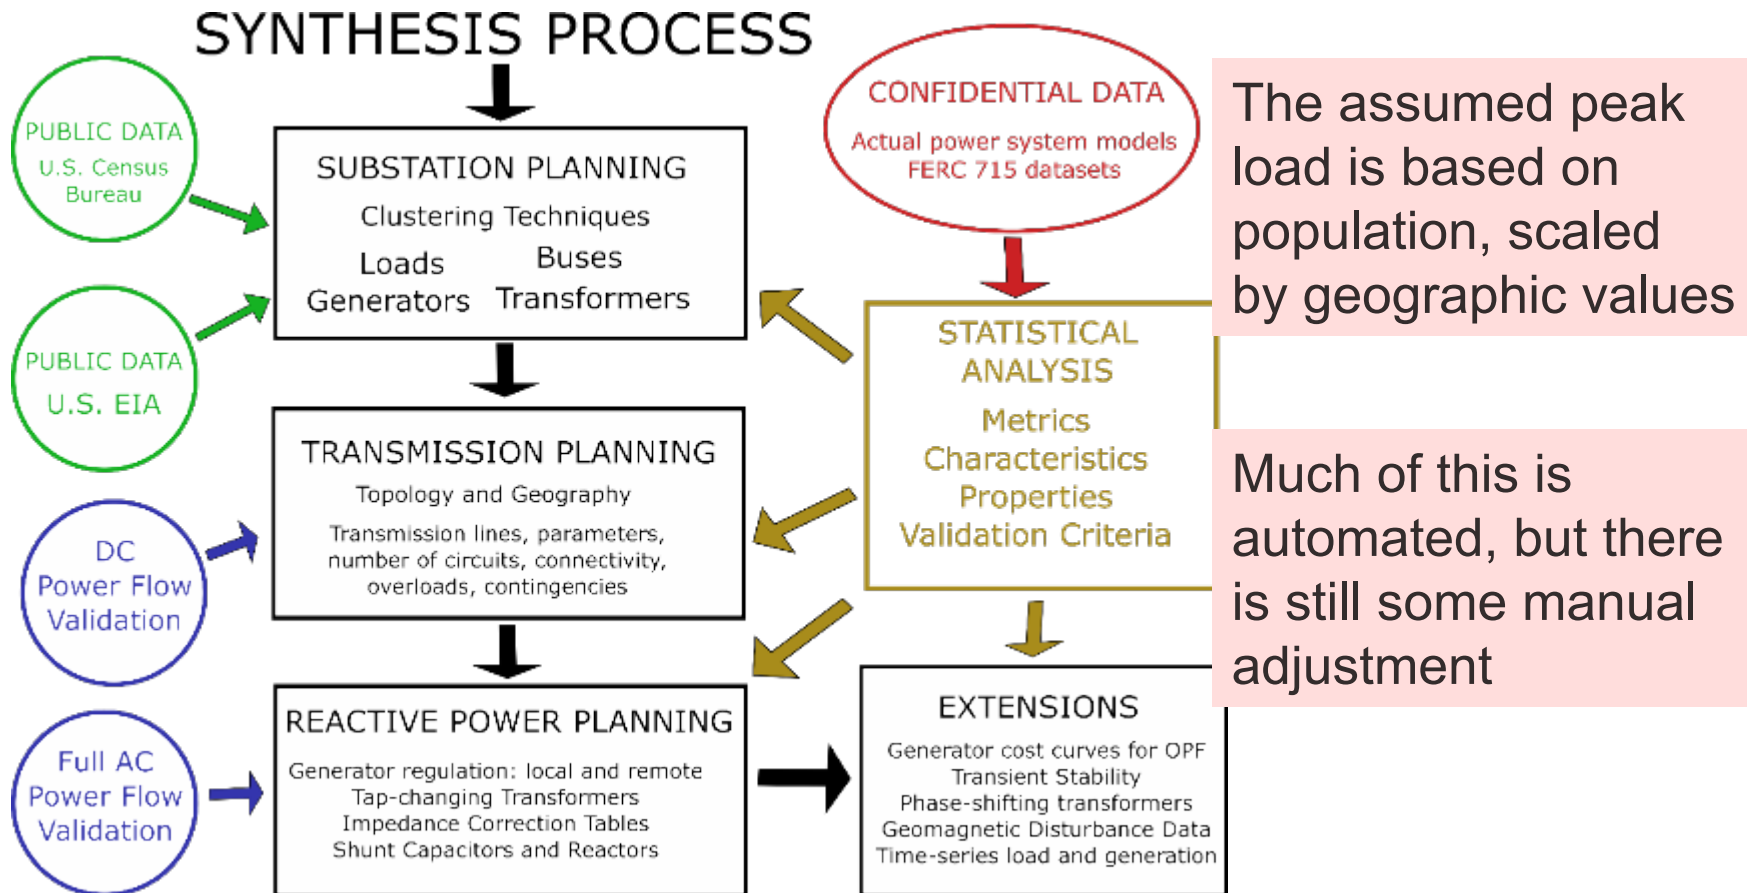 SYNTHESIS PROCESS
PUBLIC DATA
U.S. Census
Bureau
PUBLIC DATA
U.S. EIA
DC
Power Flow
Validation
Full AC
Power Flow
Validation
SUBSTATION PLANNING
Clustering Techniques
Loads Buses
Generators Transformers
TRANSMISSION PLANNING
Topology and Geography
Transmission lines, parameters,
number of circuits, connectivity,
overloads, contingencies
REACTIVE POWER PLANNING
Generator regulation: local and remote
Tap-changing Transformers
Impedance Correction Tables
Shunt Capacitors and Reactors
CONFIDENTIAL DATA
Actual power system models
FERC 715 datasets
STATISTICAL
ANALYSIS
Metrics
Characteristics
Properties
Validation Criteria
EXTENSIONS
Generator cost curves for OPF
Transient Stability
Phase-shifting transformers
Geomagnetic Disturbance Data
Time-series load and generation
The assumed peak
load is based on
population, scaled
by geographic values
Much of this is
automated, but there
is still some manual
adjustment